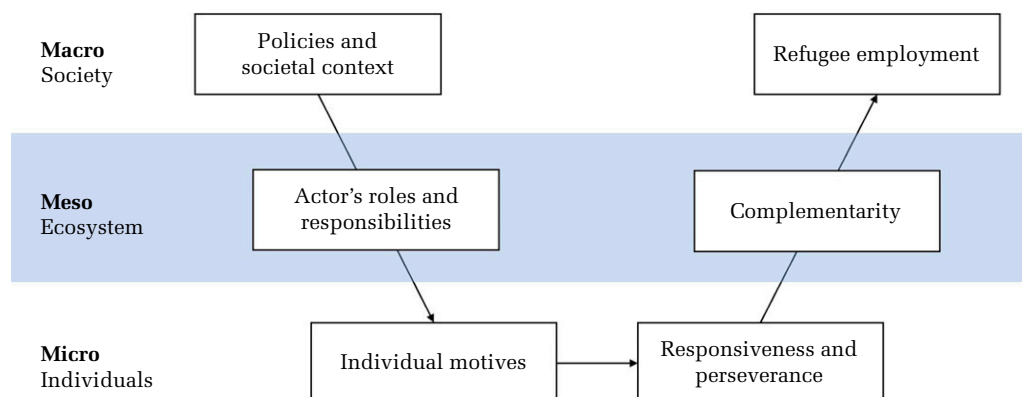 Macro
Society
Policies and
societal context
Refugee employment
Meso
Ecosystem
Actor's roles and
responsibilities
Complementarity
Micro
Individuals
Individual motives
Responsiveness and
perseverance